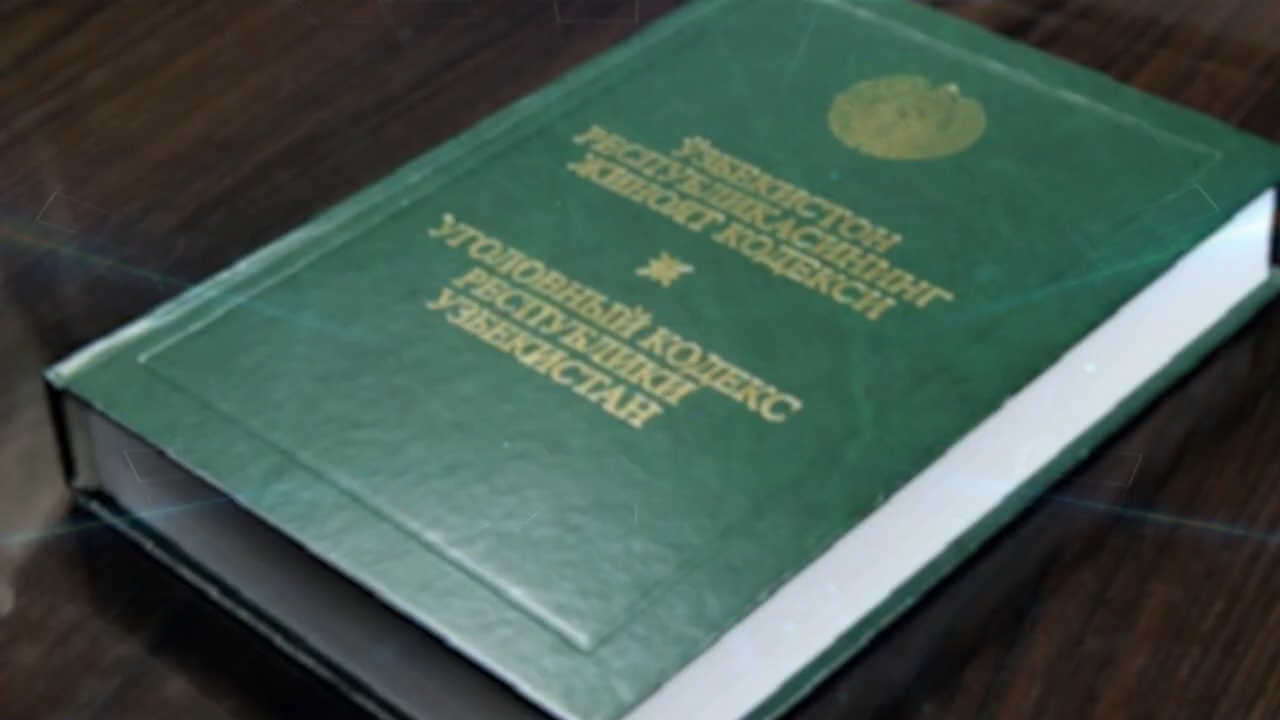 ЎЗБЕКИСТОН
РЕСПУБЛИКАСИНИНГ
ЖИНОЯТ КОДЕКСИ
УГОЛОВНЫЙ КОДЕКС
РЕСПУБЛИКИ
УЗБЕКИСТАН